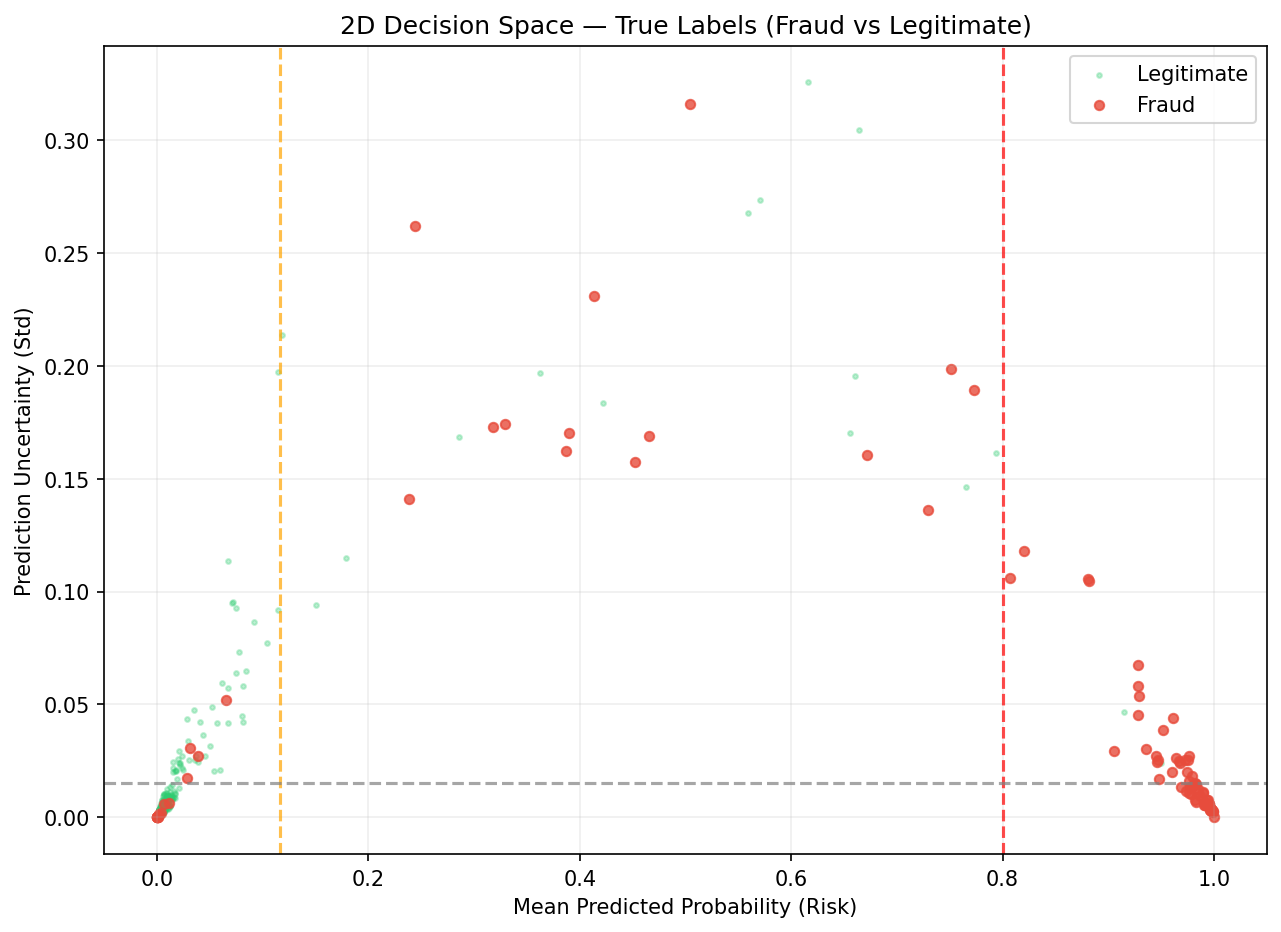 2D Decision Space — True Labels (Fraud vs Legitimate)
Legitimate
Fraud
Prediction Uncertainty (Std)
0.30
0.25
0.20
0.15
0.10
0.05
0.00
0.0 0.2 0.4 0.6 0.8 1.0
Mean Predicted Probability (Risk)